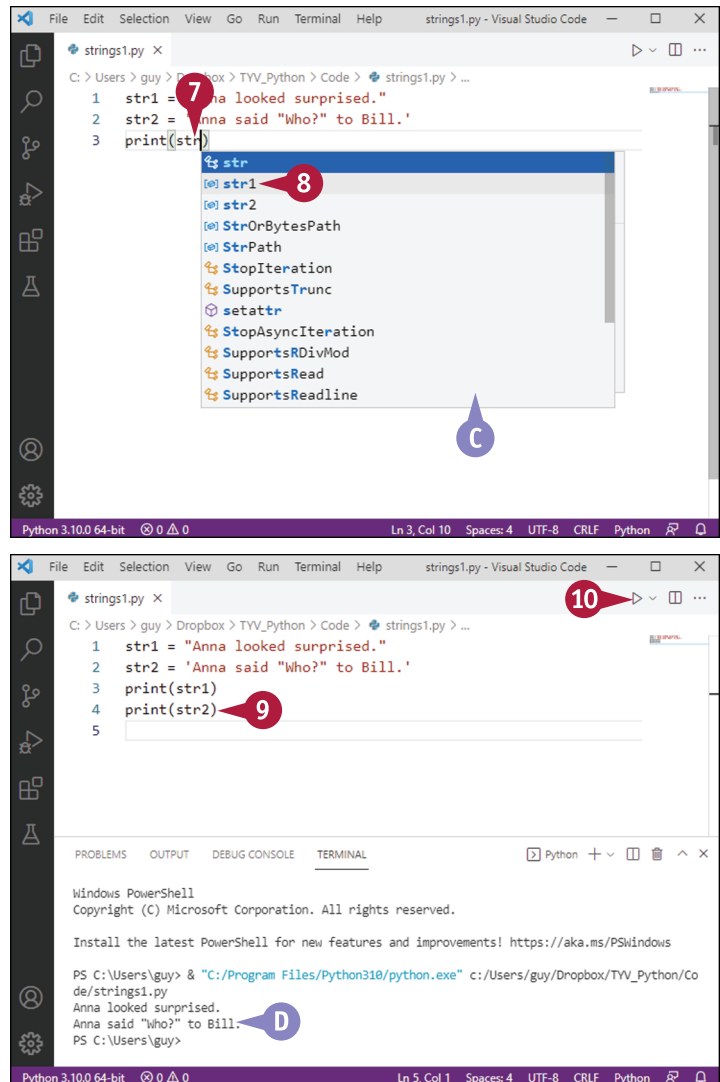 File Edit Selection View Go Run Terminal Help strings1.py - Visual Studio Code
strings1.py
C: > Users > guy > Dropbox > TYV_Python > Code > strings1.py > ...
7
1 str1 = "Anna looked surprised."
2 str2 = 'Anna said "Who?" to Bill.'
3 print(str)
str
str1
8
str2
StrOrBytesPath
StrPath
StopIteration
SupportsTrunc
setattr
StopAsyncIteration
SupportsRDivMod
SupportsRead
SupportsReadline
C
Python 3.10.0 64-bit 0 0 Ln 3, Col 10 Spaces: 4 UTF-8 CRLF Python
File Edit Selection View Go Run Terminal Help strings1.py - Visual Studio Code
strings1.py
10
C: > Users > guy > Dropbox > TYV_Python > Code > strings1.py > ...
1 str1 = "Anna looked surprised."
2 str2 = 'Anna said "Who?" to Bill.'
3 print(str1)
4 print(str2)
9
5
PROBLEMS OUTPUT DEBUG CONSOLE TERMINAL Python
Windows PowerShell
Copyright (C) Microsoft Corporation. All rights reserved.
Install the latest PowerShell for new features and improvements! https://aka.ms/PSWindows
PS C:\Users\guy> & "C:/Program Files/Python310/python.exe" c:/Users/guy/Dropbox/TYV_Python/Co
de/strings1.py
Anna looked surprised.
Anna said "Who?" to Bill.
D
PS C:\Users\guy>
Python 3.10.0 64-bit 0 0 Ln 5, Col 1 Spaces: 4 UTF-8 CRLF Python